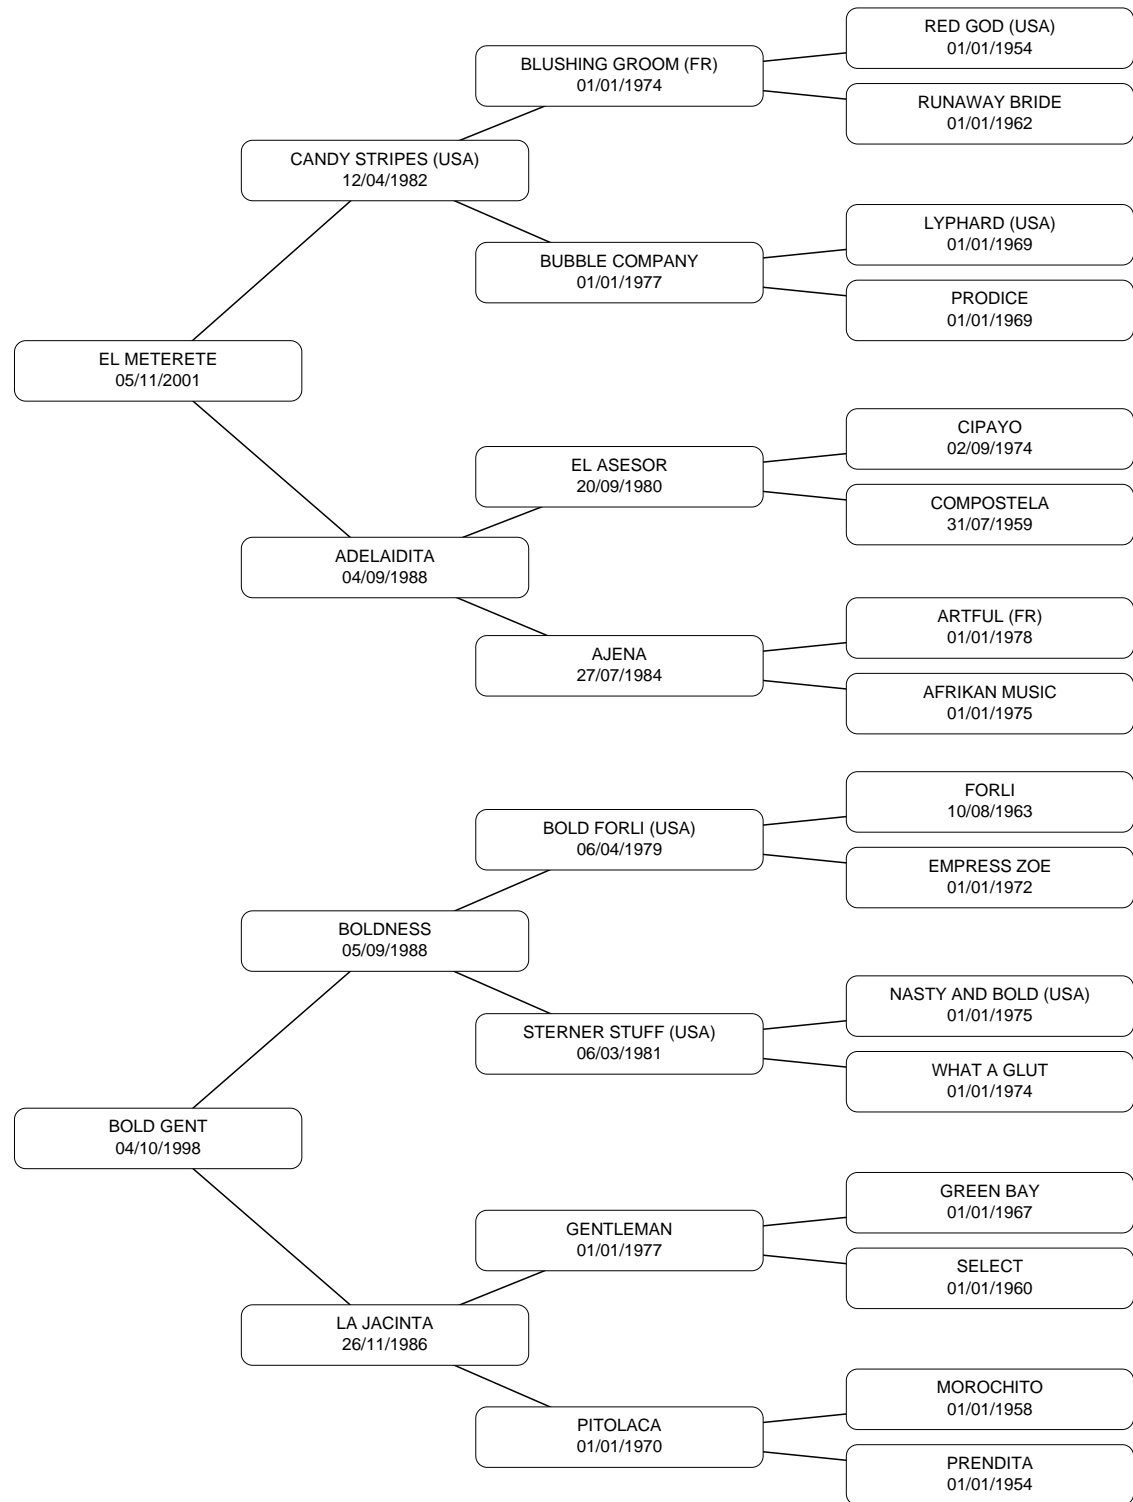 RED GOD (USA)
01/01/1954
BLUSHING GROOM (FR)
01/01/1974
RUNAWAY BRIDE
01/01/1962
CANDY STRIPES (USA)
12/04/1982
LYPHARD (USA)
01/01/1969
BUBBLE COMPANY
01/01/1977
PRODICE
01/01/1969
EL METERETE
05/11/2001
CIPAYO
02/09/1974
EL ASESOR
20/09/1980
COMPOSTELA
31/07/1959
ADELAIDITA
04/09/1988
ARTFUL (FR)
01/01/1978
AJENA
27/07/1984
AFRIKAN MUSIC
01/01/1975
FORLI
10/08/1963
BOLD FORLI (USA)
06/04/1979
EMPRESS ZOE
01/01/1972
BOLDNESS
05/09/1988
NASTY AND BOLD (USA)
01/01/1975
STERNER STUFF (USA)
06/03/1981
WHAT A GLUT
01/01/1974
BOLD GENT
04/10/1998
GREEN BAY
01/01/1967
GENTLEMAN
01/01/1977
SELECT
01/01/1960
LA JACINTA
26/11/1986
MOROCHITO
01/01/1958
PITOLACA
01/01/1970
PRENDITA
01/01/1954